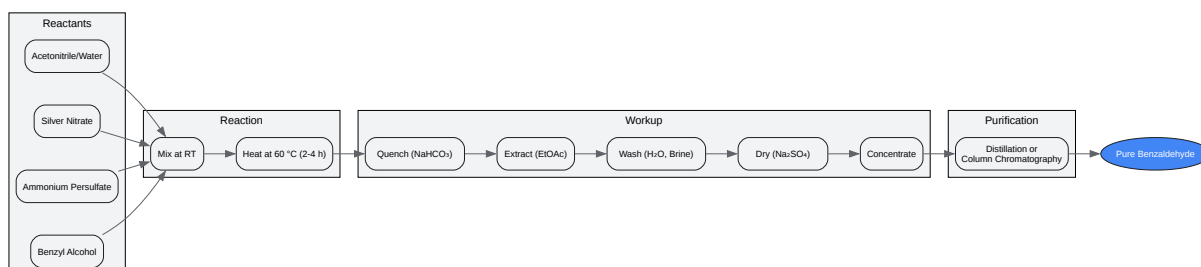 Reactants
Acetonitrile/Water
Silver Nitrate
Ammonium Persulfate
Benzyl Alcohol
Reaction
Mix at RT
Heat at 60 °C (2-4 h)
Workup
Quench (NaHCO₃)
Extract (EtOAc)
Wash (H₂O, Brine)
Dry (Na₂SO₄)
Concentrate
Purification
Distillation or
Column Chromatography
Pure Benzaldehyde